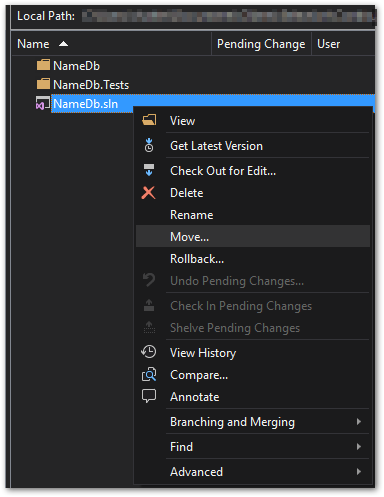 Local Path:
Name Pending Change User
NameDb
NameDb.Tests
NameDb.sln
View
Get Latest Version
Check Out for Edit...
Delete
Rename
Move...
Rollback...
Undo Pending Changes...
Check In Pending Changes
Shelve Pending Changes
View History
Compare...
Annotate
Branching and Merging
Find
Advanced